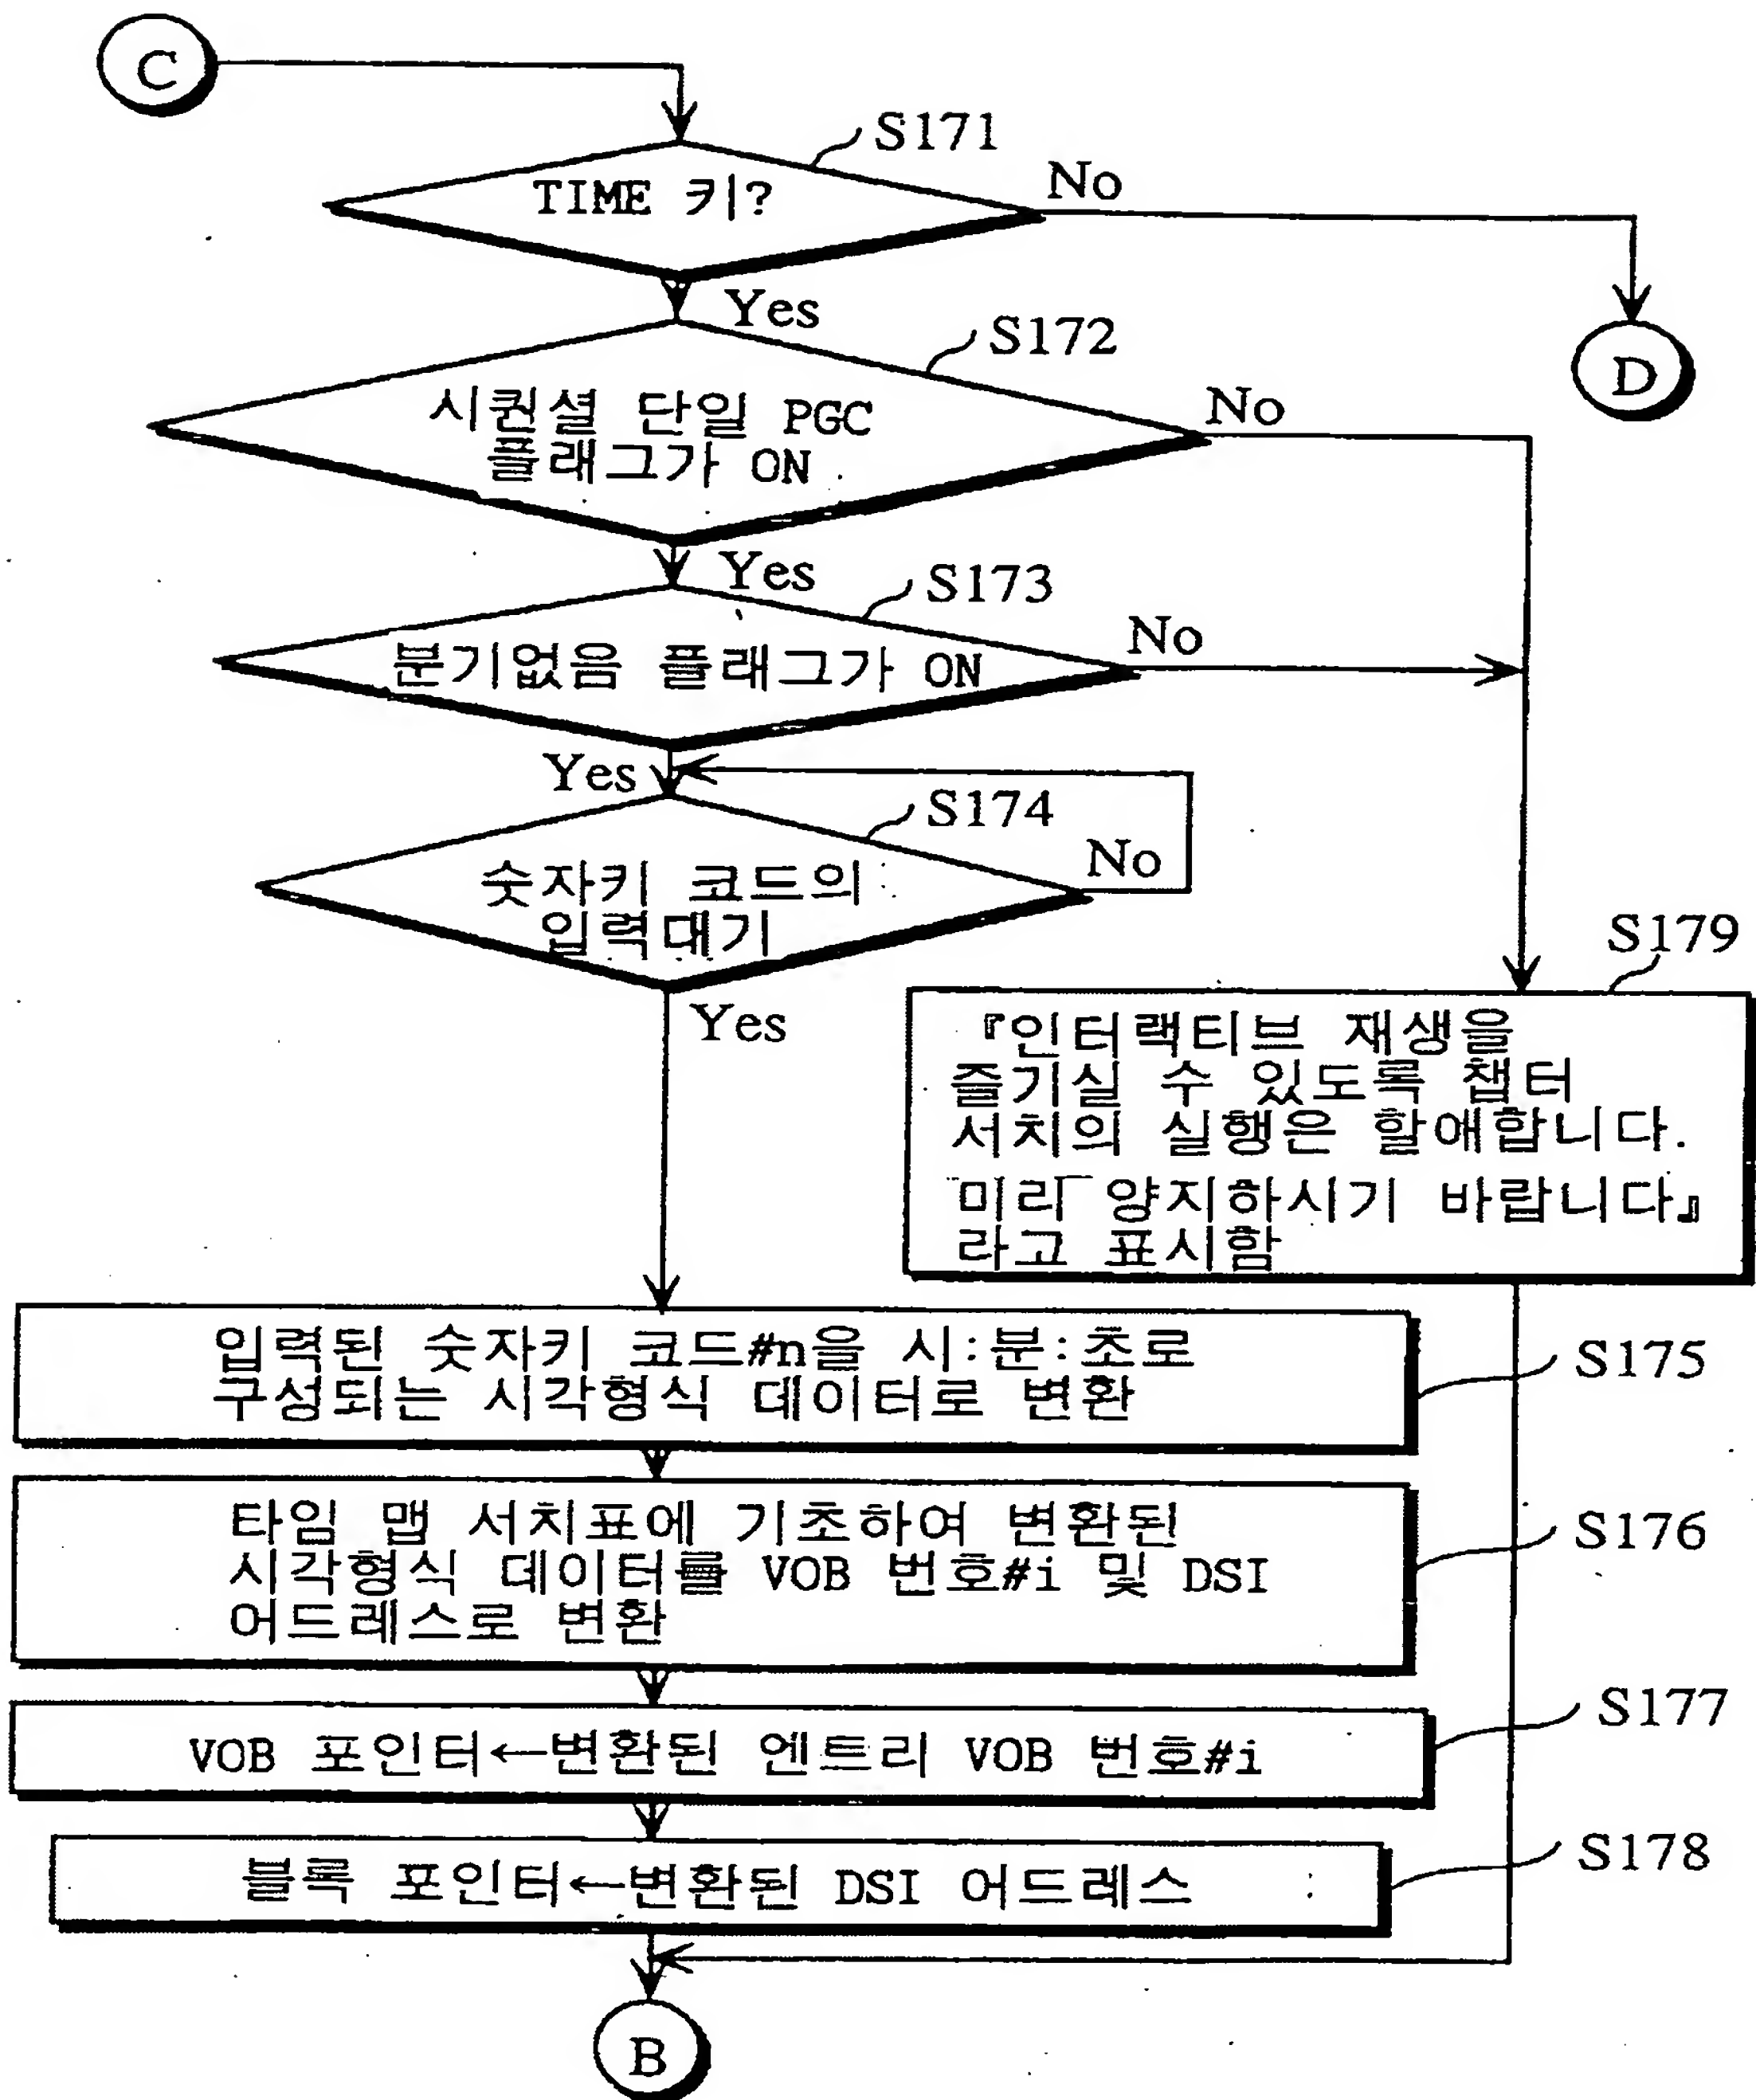 C
S171
TIME 키?
No
Yes
D
S172
시퀀셜 단일 PGC
플래그가 ON
No
Yes
S173
분기없음 플래그가 ON
No
Yes
S174
숫자키 코드의
입력대기
No
Yes
S179
『인터랙티브 재생을
즐기실 수 있도록 챕터
서치의 실행은 할애합니다.
미리 양지하시기 바랍니다』
라고 표시함
입력된 숫자키 코드#n을 시:분:초로
구성되는 시각형식 데이터로 변환
S175
타임 맵 서치표에 기초하여 변환된
시각형식 데이터를 VOB 번호#i 및 DSI
어드레스로 변환
S176
VOB 포인터←변환된 엔트리 VOB 번호#i
S177
블록 포인터←변환된 DSI 어드레스
S178
B